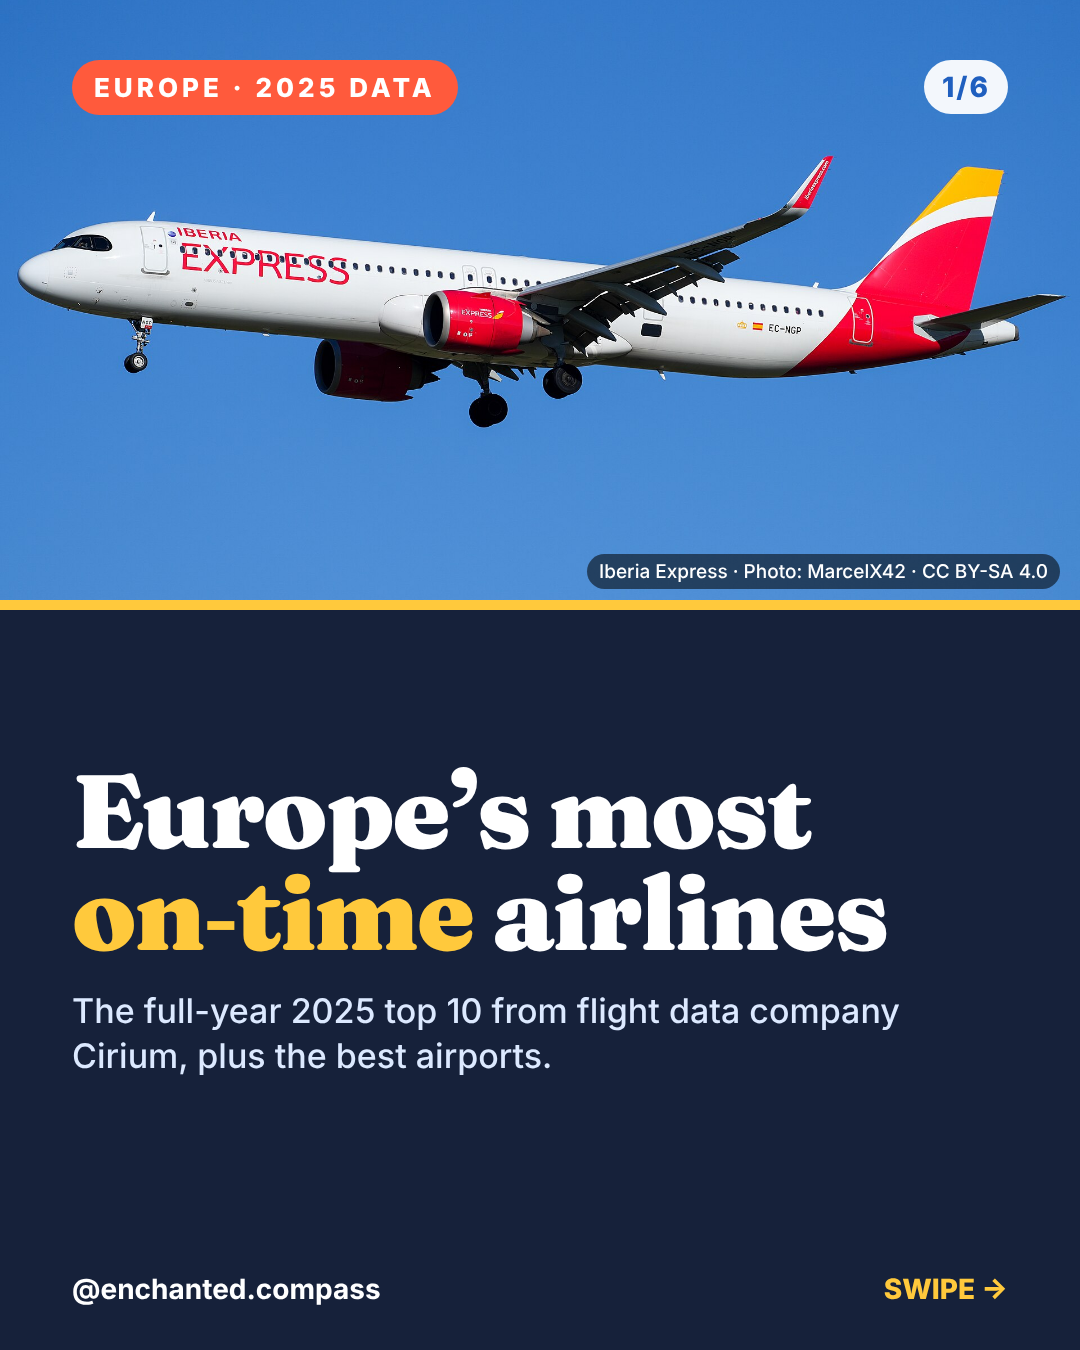 EUROPE · 2025 DATA
1/6
IBERIA
EXPRESS
EXPRESS
EC-NGP
Iberia Express · Photo: MarcelX42 · CC BY-SA 4.0
Europe’s most
on-time airlines
The full-year 2025 top 10 from flight data company
Cirium, plus the best airports.
@enchanted.compass
SWIPE →